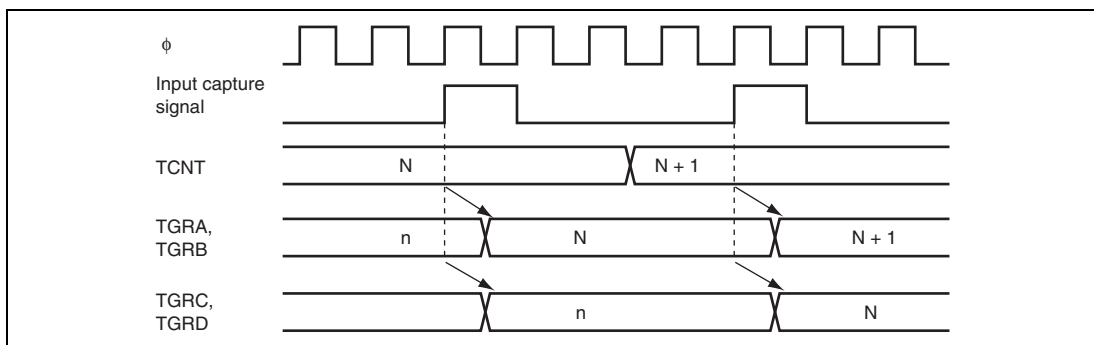 ϕ
Input capture
signal
TCNT
N
N + 1
TGRA,
TGRB
n
N
N + 1
TGRC,
TGRD
n
N